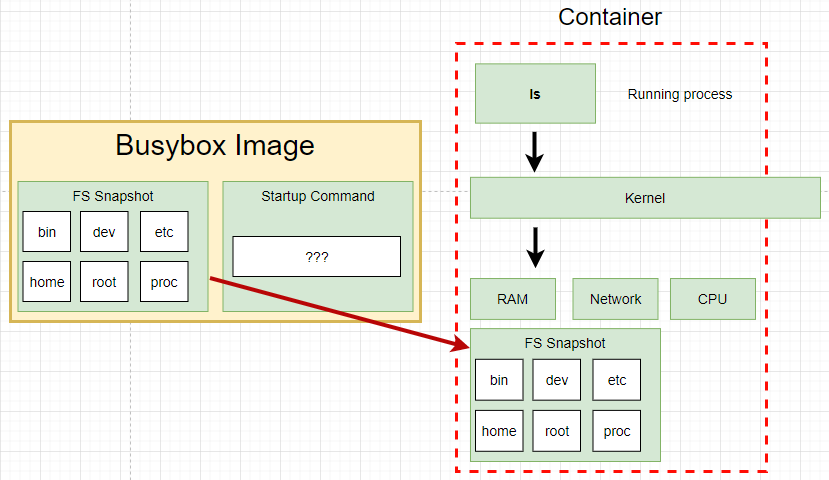 Container
ls
Running process
Busybox Image
FS Snapshot
bin
dev
etc
home
root
proc
Startup Command
???
Kernel
RAM
Network
CPU
FS Snapshot
bin
dev
etc
home
root
proc